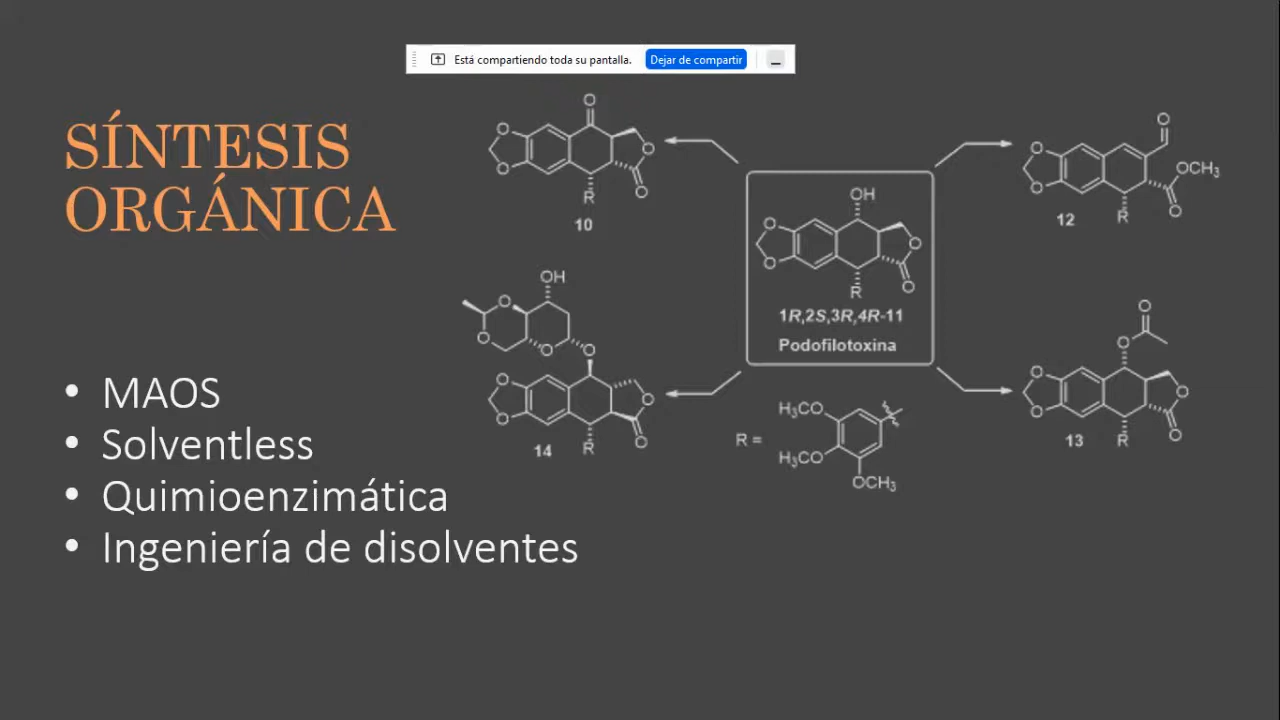 Está compartiendo toda su pantalla. Dejar de compartir
SÍNTESIS
ORGÁNICA
• MAOS
• Solventless
• Quimioenzimática
• Ingeniería de disolventes
O
O
O
O
O
R
10
O
OCH₃
O
O
O
R
12
OH
O
O
O
O
R
1R,2S,3R,4R-11
Podofilotoxina
OH
O
O
O
O
O
O
O
O
R
14
O
O
O
O
O
O
R
13
R =
H₃CO
H₃CO
OCH₃